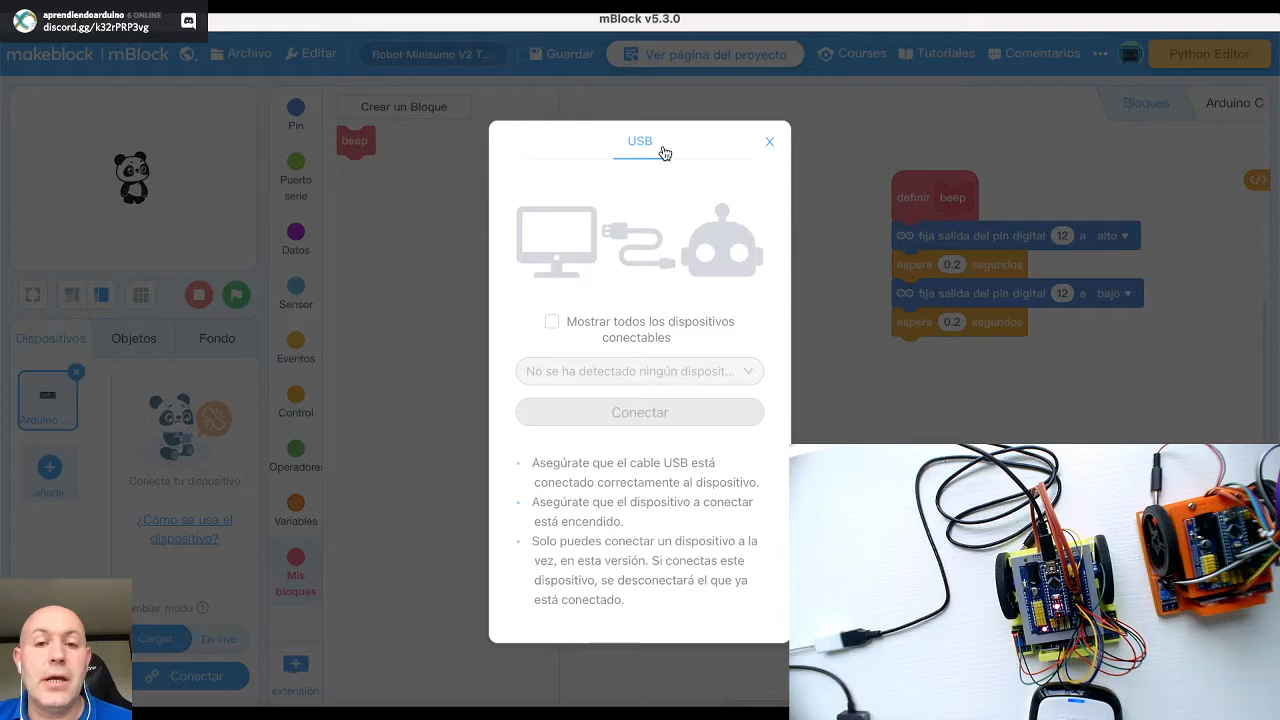 aprendiendoarduino 6 ONLINE
discord.gg/k32rPRP3vg
mBlock v5.3.0
makeblock | mBlock
Archivo
Editar
Robot Minisumo V2 T...
Guardar
Ver página del proyecto
Courses
Tutoriales
Comentarios
Python Editor
Pin
Puerto
serie
Datos
Sensor
Eventos
Control
Operadores
Variables
Mis
bloques
extensión
Crear un Bloque
beep
Bloques
Arduino C
definir beep
fija salida del pin digital 12 a alto
espera 0.2 segundos
fija salida del pin digital 12 a bajo
espera 0.2 segundos
USB
X
Mostrar todos los dispositivos
conectables
No se ha detectado ningún disposit...
Conectar
Asegúrate que el cable USB está
conectado correctamente al dispositivo.
Asegúrate que el dispositivo a conectar
está encendido.
Solo puedes conectar un dispositivo a la
vez, en esta versión. Si conectas este
dispositivo, se desconectará el que ya
está conectado.
Dispositivos
Objetos
Fondo
Arduino
añadir
Conecta tu dispositivo
¿Cómo se usa el
dispositivo?
ambiar modo
Cargar
En vivo
Conectar